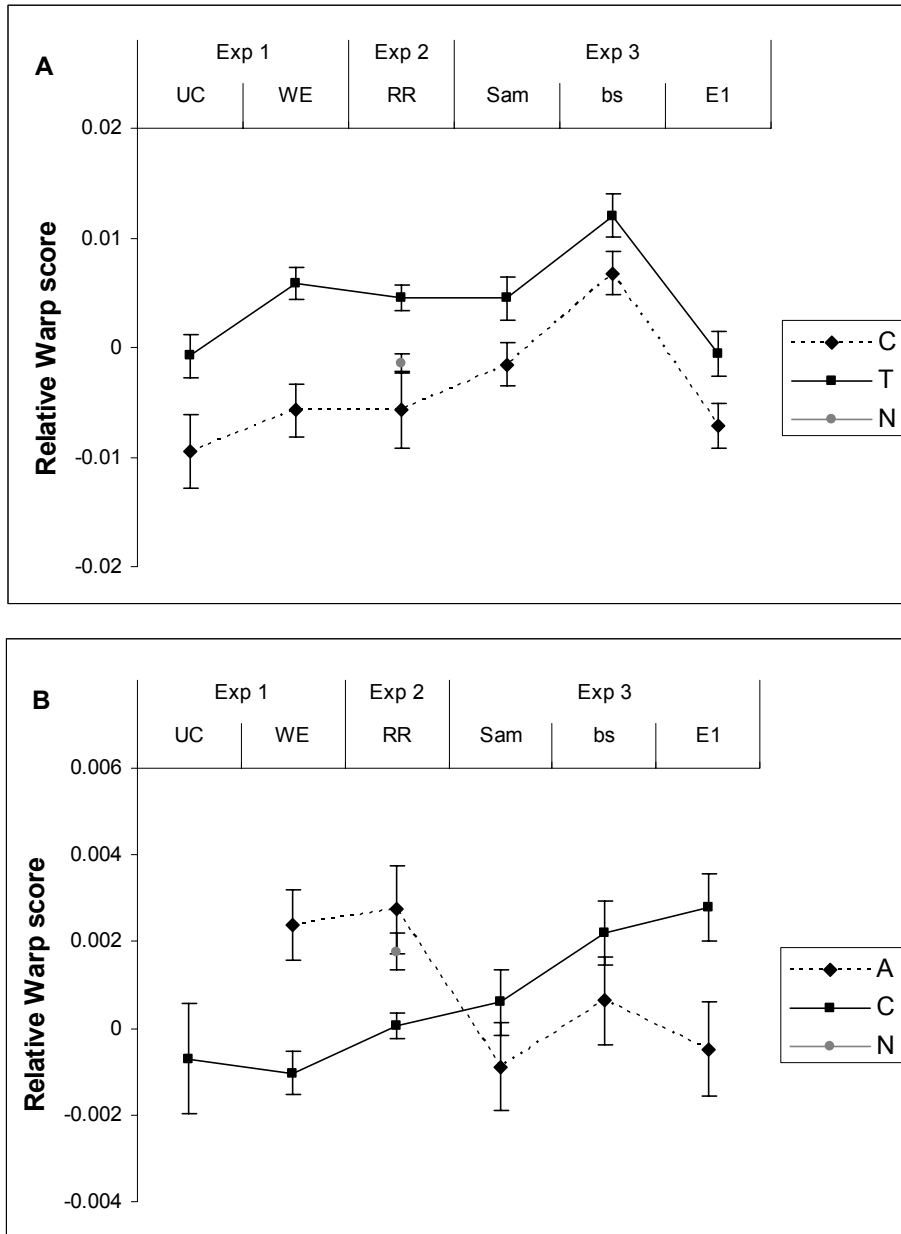 A
Exp 1 Exp 2 Exp 3
UC WE RR Sam bs E1
Relative Warp score
0.02
0.01
0
-0.01
-0.02
C
T
N
B
Exp 1 Exp 2 Exp 3
UC WE RR Sam bs E1
Relative Warp score
0.006
0.004
0.002
0
-0.002
-0.004
A
C
N